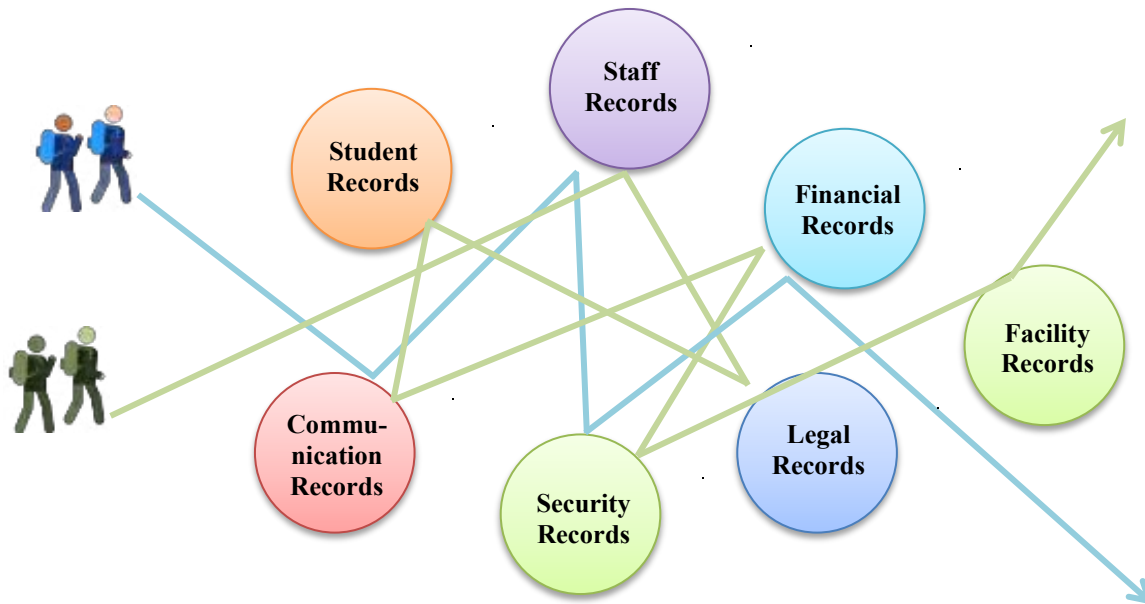 Staff
Records
Student
Records
Financial
Records
Facility
Records
Commu-
nication
Records
Legal
Records
Security
Records